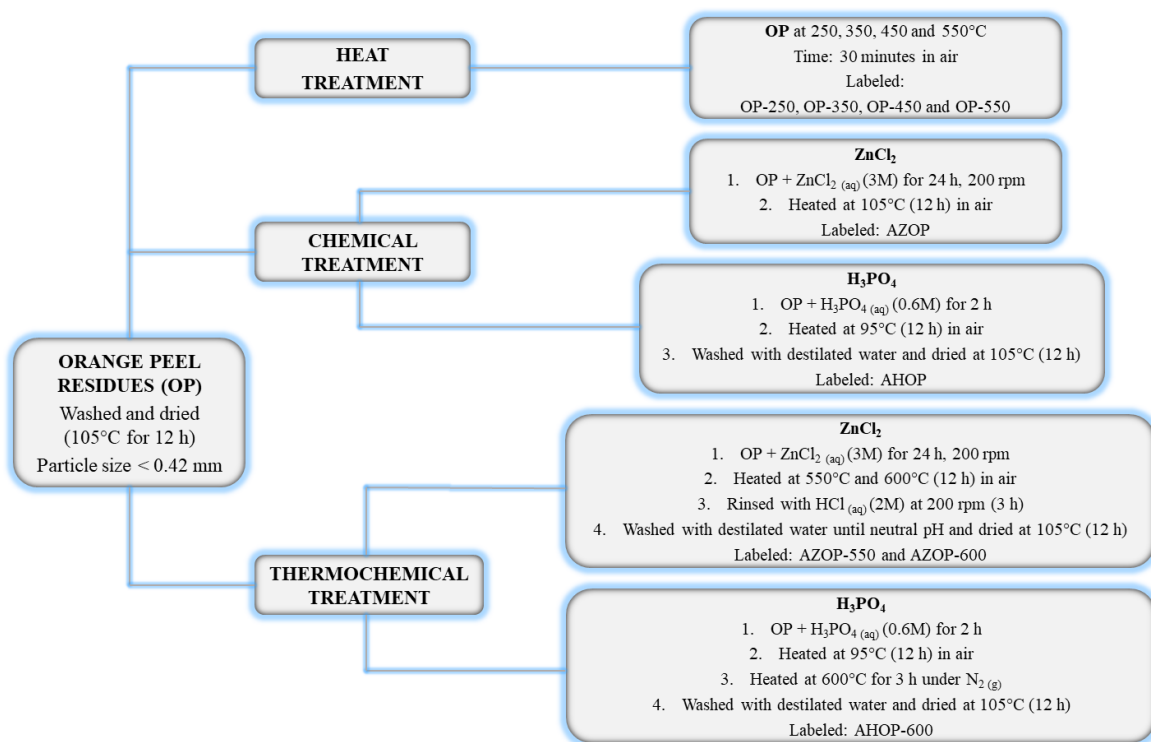 ORANGE PEEL
RESIDUES (OP)
Washed and dried
(105°C for 12 h)
Particle size < 0.42 mm
HEAT
TREATMENT
OP at 250, 350, 450 and 550°C
Time: 30 minutes in air
Labeled:
OP-250, OP-350, OP-450 and OP-550
CHEMICAL
TREATMENT
ZnCl₂
1. OP + ZnCl₂ (aq) (3M) for 24 h, 200 rpm
2. Heated at 105°C (12 h) in air
Labeled: AZOP
H₃PO₄
1. OP + H₃PO₄ (aq) (0.6M) for 2 h
2. Heated at 95°C (12 h) in air
3. Washed with destilated water and dried at 105°C (12 h)
Labeled: AHOP
THERMOCHEMICAL
TREATMENT
ZnCl₂
1. OP + ZnCl₂ (aq) (3M) for 24 h, 200 rpm
2. Heated at 550°C and 600°C (12 h) in air
3. Rinsed with HCl (aq) (2M) at 200 rpm (3 h)
4. Washed with destilated water until neutral pH and dried at 105°C (12 h)
Labeled: AZOP-550 and AZOP-600
H₃PO₄
1. OP + H₃PO₄ (aq) (0.6M) for 2 h
2. Heated at 95°C (12 h) in air
3. Heated at 600°C for 3 h under N₂ (g)
4. Washed with destilated water and dried at 105°C (12 h)
Labeled: AHOP-600